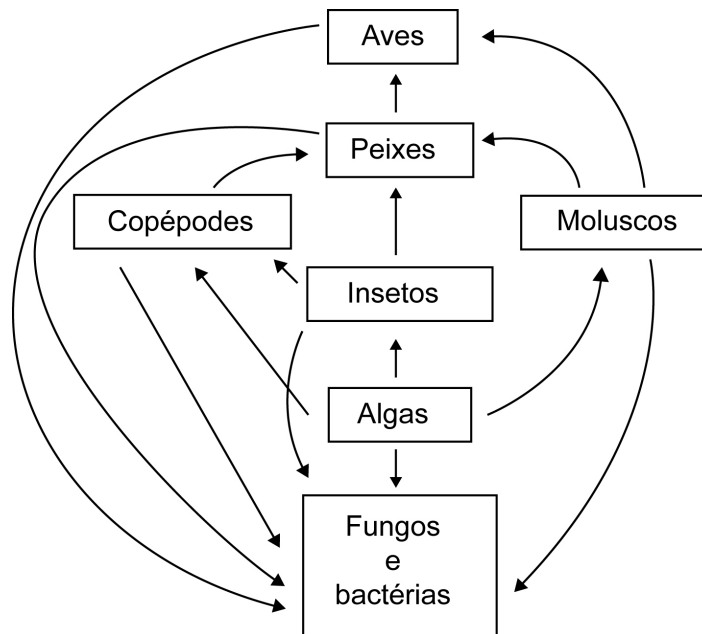 Aves
Peixes
Copépodes
Moluscos
Insetos
Algas
Fungos
e
bactérias